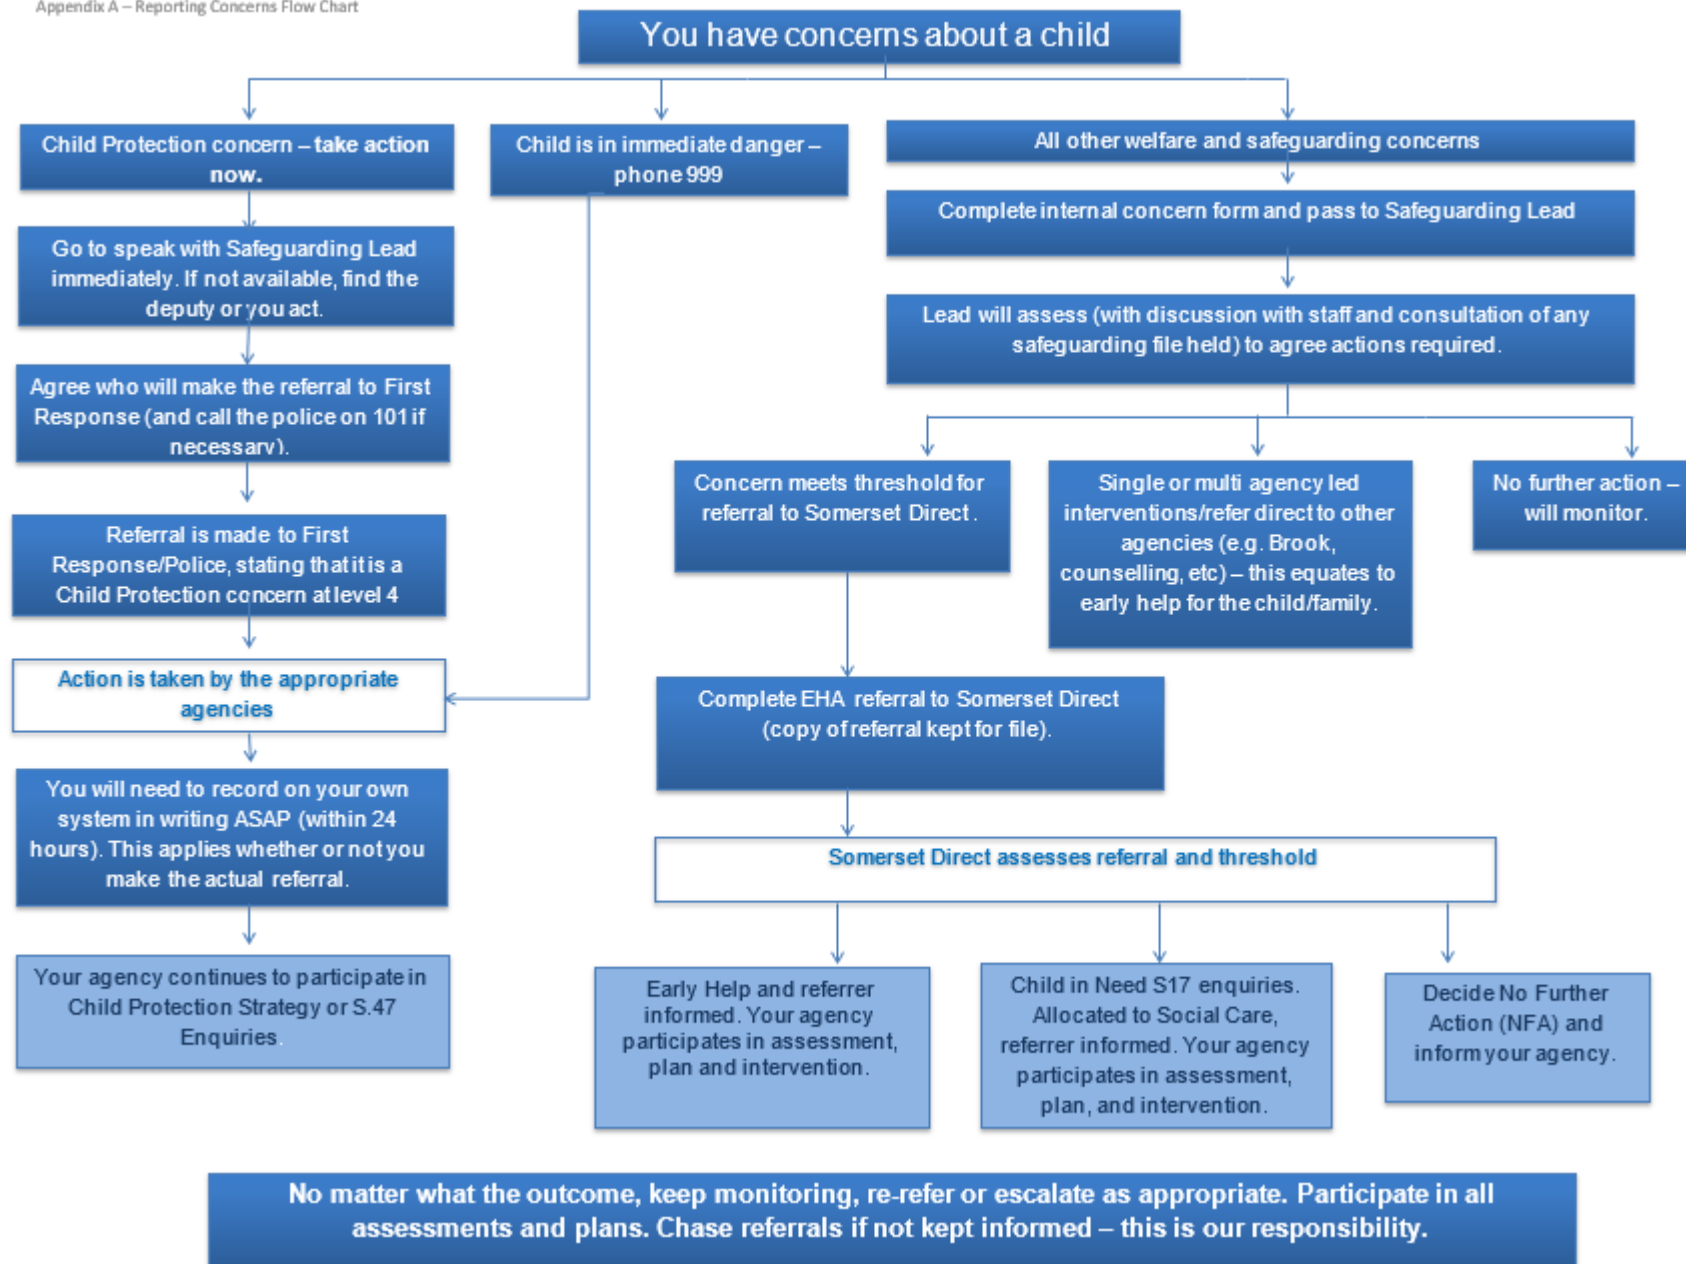 Appendix A – Reporting Concerns Flow Chart
You have concerns about a child
Child Protection concern – take action
now.
Child is in immediate danger –
phone 999
All other welfare and safeguarding concerns
Go to speak with Safeguarding Lead
immediately. If not available, find the
deputy or you act.
Complete internal concern form and pass to Safeguarding Lead
Lead will assess (with discussion with staff and consultation of any
safeguarding file held) to agree actions required.
Agree who will make the referral to First
Response (and call the police on 101 if
necessary).
Referral is made to First
Response/Police, stating that it is a
Child Protection concern at level 4
Concern meets threshold for
referral to Somerset Direct.
Single or multi agency led
interventions/refer direct to other
agencies (e.g. Brook,
counselling, etc) – this equates to
early help for the child/family.
No further action –
will monitor.
Action is taken by the appropriate
agencies
Complete EHA referral to Somerset Direct
(copy of referral kept for file).
You will need to record on your own
system in writing ASAP (within 24
hours). This applies whether or not you
make the actual referral.
Somerset Direct assesses referral and threshold
Your agency continues to participate in
Child Protection Strategy or S.47
Enquiries.
Early Help and referrer
informed. Your agency
participates in assessment,
plan and intervention.
Child in Need S17 enquiries.
Allocated to Social Care,
referrer informed. Your agency
participates in assessment,
plan, and intervention.
Decide No Further
Action (NFA) and
inform your agency.
No matter what the outcome, keep monitoring, re-refer or escalate as appropriate. Participate in all
assessments and plans. Chase referrals if not kept informed – this is our responsibility.